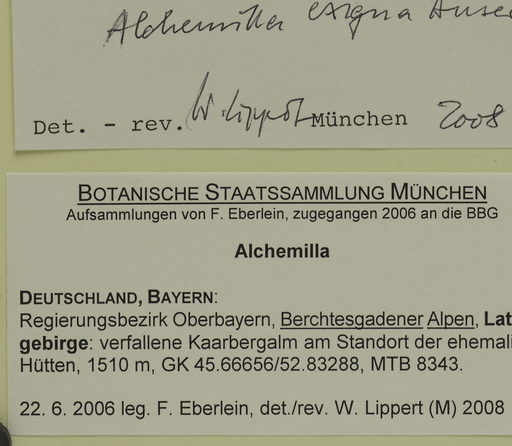 Alchemilla exigua Buser
Det. - rev. W. Lippert München 2008
BOTANISCHE STAATSSAMMLUNG MÜNCHEN
Aufsammlungen von F. Eberlein, zugegangen 2006 an die BBG
Alchemilla
DEUTSCHLAND, BAYERN:
Regierungsbezirk Oberbayern, Berchtesgadener Alpen, Lat
gebirge: verfallene Kaarbergalm am Standort der ehemali
Hütten, 1510 m, GK 45.66656/52.83288, MTB 8343.
22. 6. 2006 leg. F. Eberlein, det./rev. W. Lippert (M) 2008